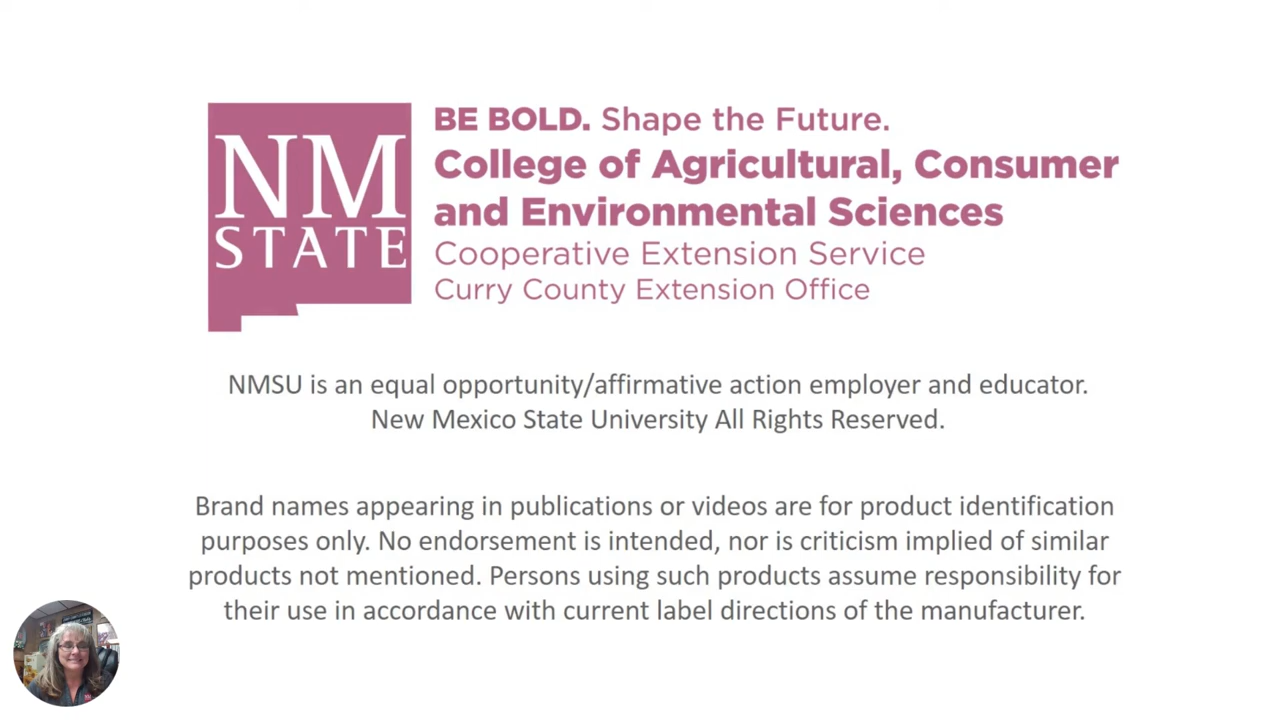 NM
STATE
BE BOLD. Shape the Future.
College of Agricultural, Consumer
and Environmental Sciences
Cooperative Extension Service
Curry County Extension Office
NMSU is an equal opportunity/affirmative action employer and educator.
New Mexico State University All Rights Reserved.
Brand names appearing in publications or videos are for product identification
purposes only. No endorsement is intended, nor is criticism implied of similar
products not mentioned. Persons using such products assume responsibility for
their use in accordance with current label directions of the manufacturer.